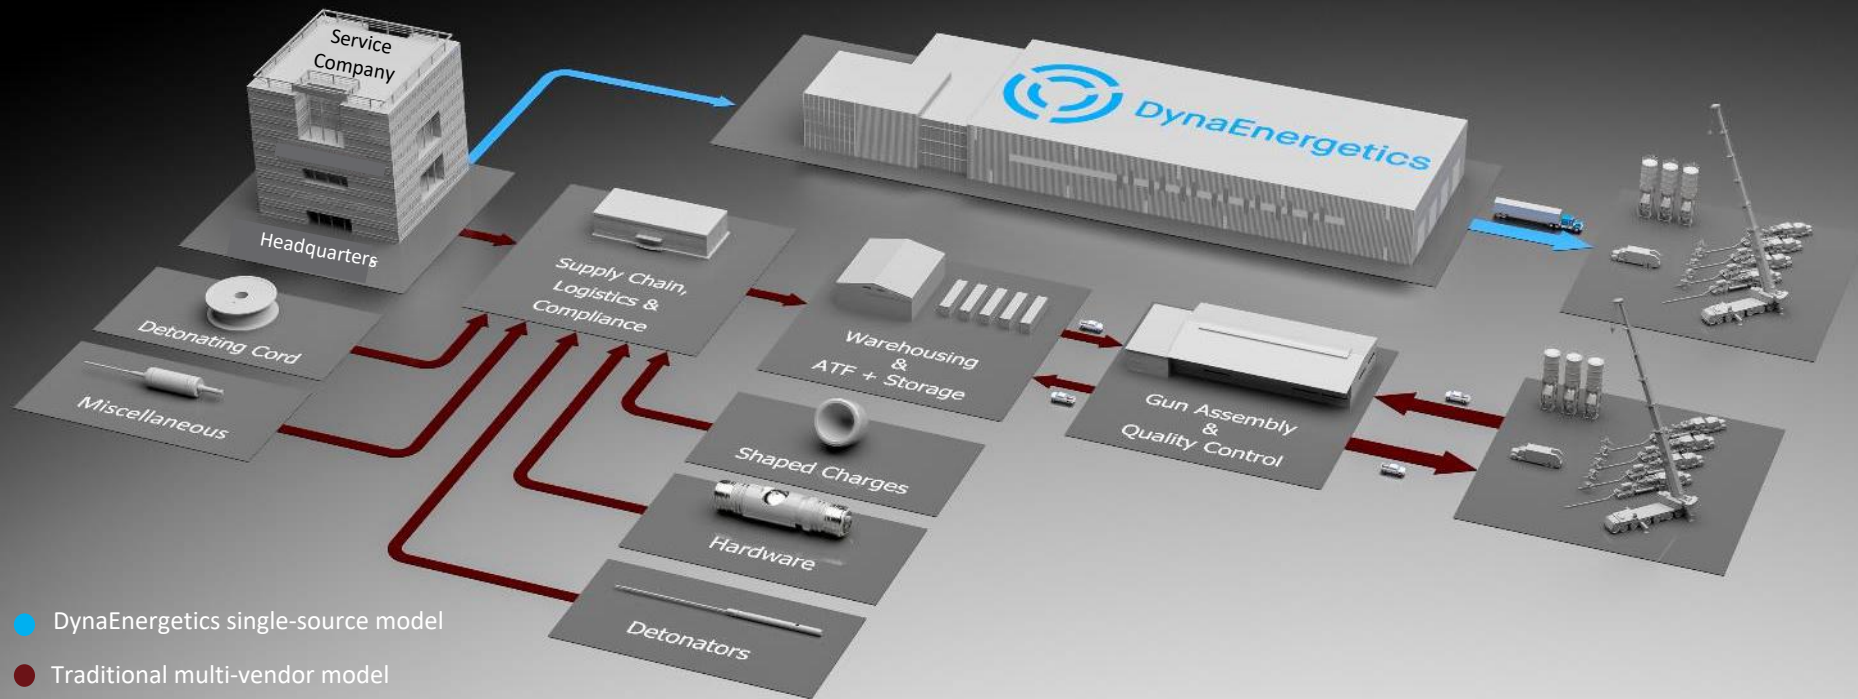 Service
Company
DynaEnergetics
Headquarters
Supply Chain,
Logistics &
Compliance
Detonating Cord
Miscellaneous
Warehousing
&
ATF + Storage
Gun Assembly
&
Quality Control
Shaped Charges
Hardware
Detonators
DynaEnergetics single-source model
Traditional multi-vendor model